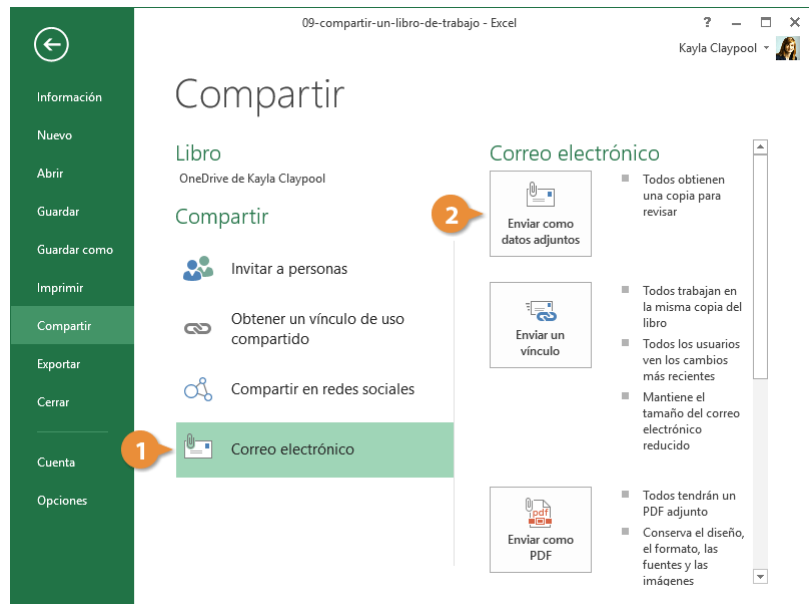 09-compartir-un-libro-de-trabajo - Excel
?
Kayla Claypool
Información
Nuevo
Abrir
Guardar
Guardar como
Imprimir
Compartir
Exportar
Cerrar
Cuenta
Opciones
Compartir
Libro
OneDrive de Kayla Claypool
Compartir
Invitar a personas
Obtener un vínculo de uso
compartido
Compartir en redes sociales
1
Correo electrónico
Correo electrónico
2
Enviar como
datos adjuntos
Todos obtienen
una copia para
revisar
Enviar un
vínculo
Todos trabajan en
la misma copia del
libro
Todos los usuarios
ven los cambios
más recientes
Mantiene el
tamaño del correo
electrónico
reducido
pdf
Enviar como
PDF
Todos tendrán un
PDF adjunto
Conserva el diseño,
el formato, las
fuentes y las
imágenes